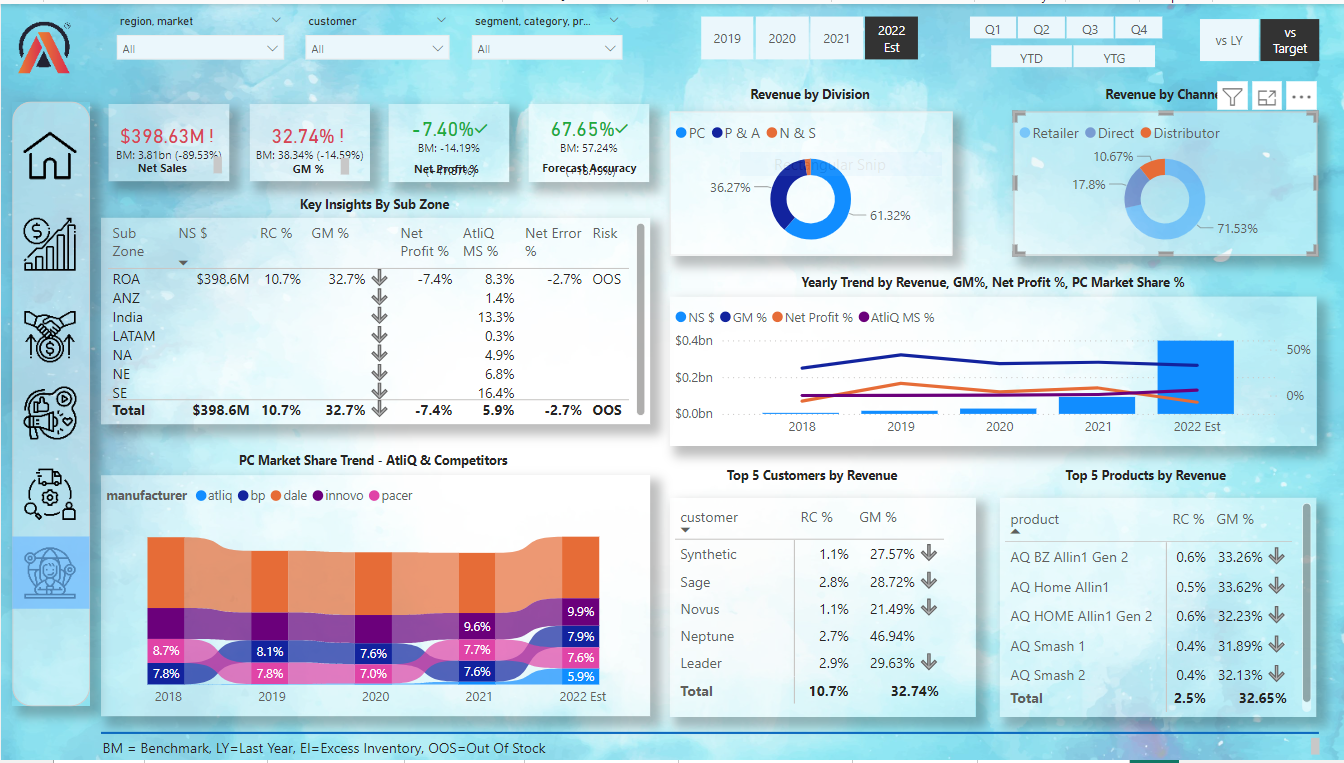 region, market
customer
segment, category, pr...
All
All
All
2019
2020
2021
2022
Est
Q1
Q2
Q3
Q4
YTD
YTG
vs LY
vs
Target
$398.63M !
BM: 3.81bn (-89.53%)
Net Sales
32.74% !
BM: 38.34% (-14.59%)
GM %
-7.40%
BM: -14.19%
Net Profit %
67.65%
BM: 57.24%
Forecast Accuracy
Key Insights By Sub Zone
Sub Zone NS $ RC % GM % Net Profit % AtliQ MS % Net Error % Risk
ROA $398.6M 10.7% 32.7% -7.4% 8.3% -2.7% OOS
ANZ 1.4%
India 13.3%
LATAM 0.3%
NA 4.9%
NE 6.8%
SE 16.4%
Total $398.6M 10.7% 32.7% -7.4% 5.9% -2.7% OOS
Revenue by Division
PC P & A N & S
Rectangular Snip
36.27%
61.32%
Revenue by Channe
Retailer Direct Distributor
10.67%
17.8%
71.53%
Yearly Trend by Revenue, GM%, Net Profit %, PC Market Share %
NS $ GM % Net Profit % AtliQ MS %
$0.4bn
$0.2bn
$0.0bn
50%
0%
2018 2019 2020 2021 2022 Est
PC Market Share Trend - AtliQ & Competitors
manufacturer atliq bp dale innovo pacer
9.9%
9.6% 7.9%
8.7% 8.1% 7.6% 7.7% 7.6%
7.8% 7.8% 7.0% 7.6% 5.9%
2018 2019 2020 2021 2022 Est
Top 5 Customers by Revenue
customer RC % GM %
Synthetic 1.1% 27.57%
Sage 2.8% 28.72%
Novus 1.1% 21.49%
Neptune 2.7% 46.94%
Leader 2.9% 29.63%
Total 10.7% 32.74%
Top 5 Products by Revenue
product RC % GM %
AQ BZ Allin1 Gen 2 0.6% 33.26%
AQ Home Allin1 0.5% 33.62%
AQ HOME Allin1 Gen 2 0.6% 32.23%
AQ Smash 1 0.4% 31.89%
AQ Smash 2 0.4% 32.13%
Total 2.5% 32.65%
BM = Benchmark, LY=Last Year, EI=Excess Inventory, OOS=Out Of Stock